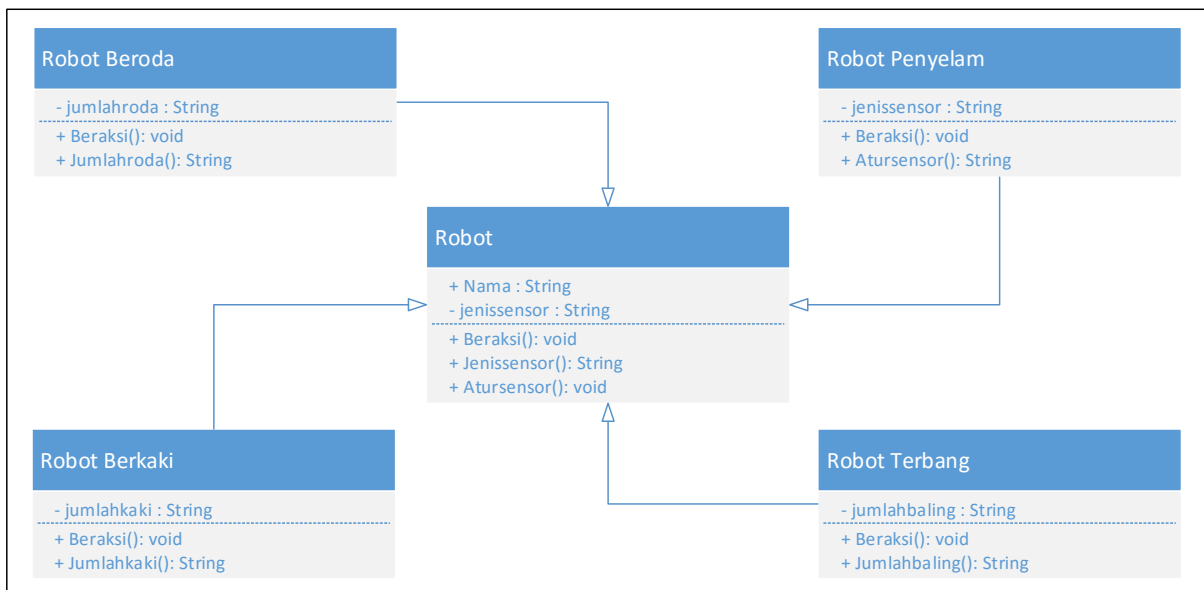 Robot Beroda
- jumlahroda : String
+ Beraksi(): void
+ Jumlahroda(): String
Robot Penyelam
- jenissensor : String
+ Beraksi(): void
+ Atursensor(): String
Robot
+ Nama : String
- jenissensor : String
+ Beraksi(): void
+ Jenissensor(): String
+ Atursensor(): void
Robot Berkaki
- jumlahkaki : String
+ Beraksi(): void
+ Jumlahkaki(): String
Robot Terbang
- jumlahbaling : String
+ Beraksi(): void
+ Jumlahbaling(): String